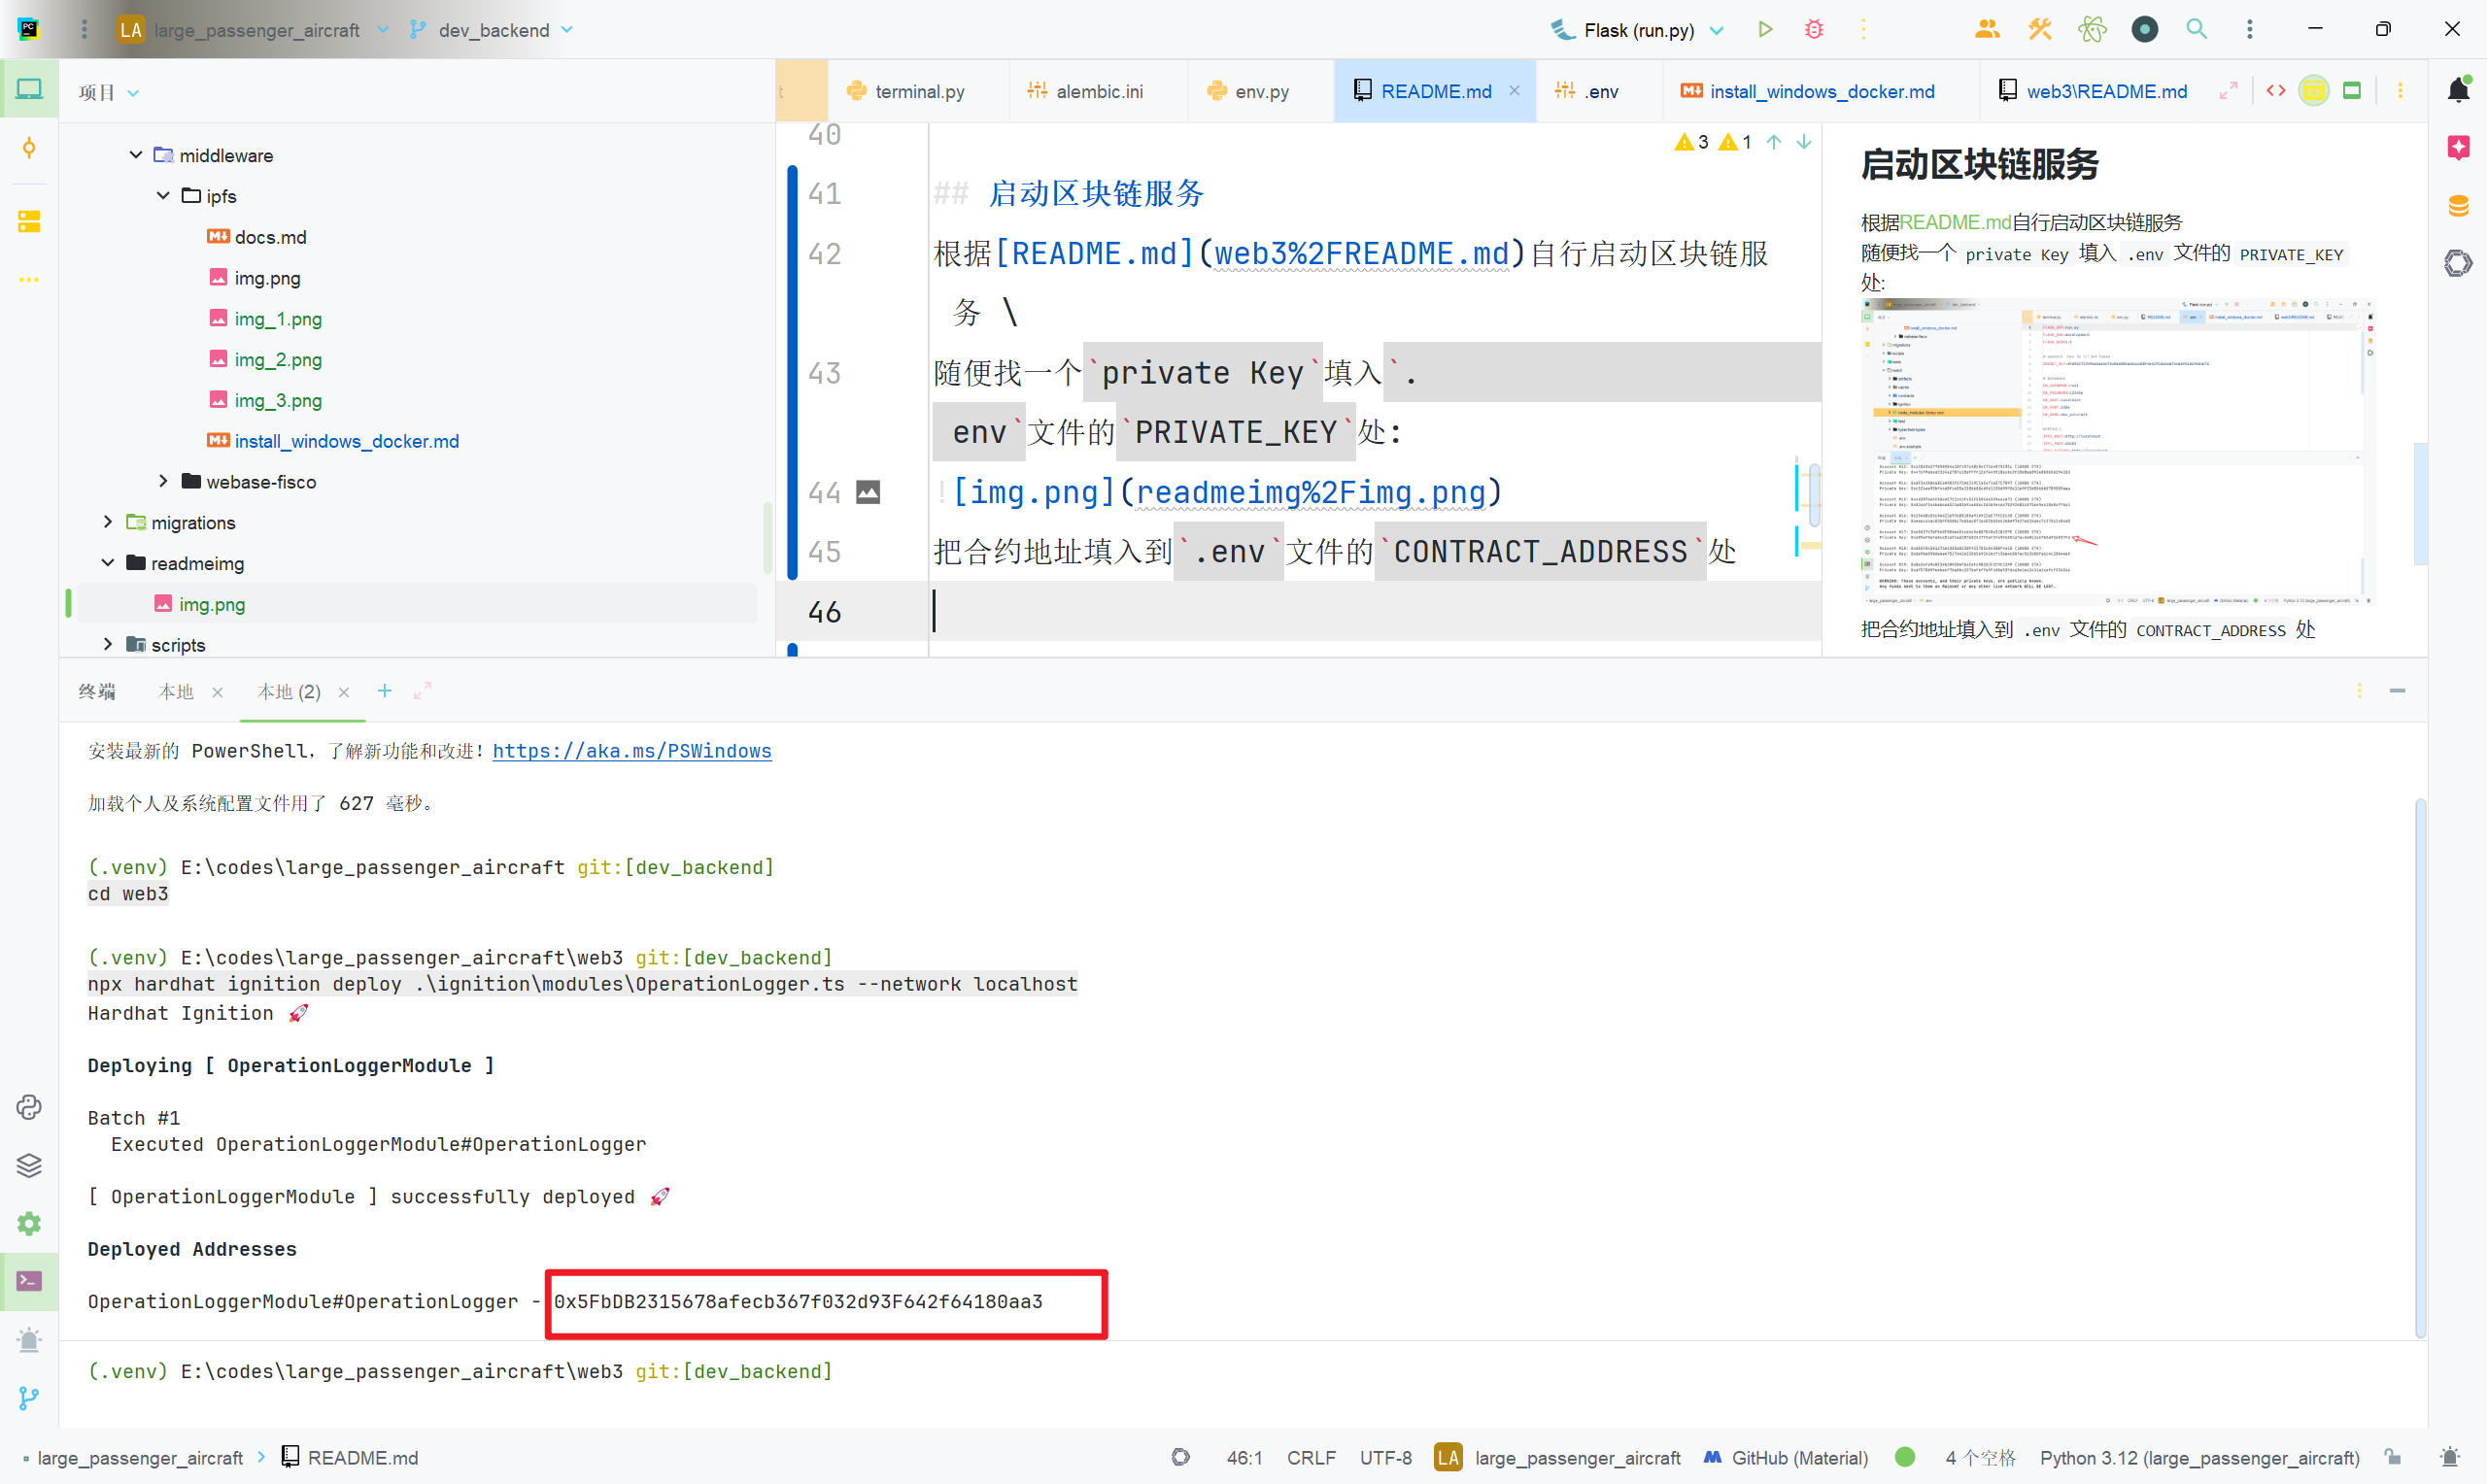 LA large_passenger_aircraft dev_backend Flask (run.py)
项目
terminal.py alembic.ini env.py README.md .env install_windows_docker.md web3\README.md
middleware
ipfs
docs.md
img.png
img_1.png
img_2.png
img_3.png
install_windows_docker.md
webase-fisco
migrations
readmeimg
img.png
scripts
3 1
40
41 ## 启动区块链服务
42 根据[README.md](web3%2FREADME.md)自行启动区块链服
务 \
43 随便找一个`private Key`填入`.
env`文件的`PRIVATE_KEY`处:
44 ![img.png](readmeimg%2Fimg.png)
45 把合约地址填入到`.env`文件的`CONTRACT_ADDRESS`处
46
启动区块链服务
根据README.md自行启动区块链服务
随便找一个 private Key 填入 .env 文件的 PRIVATE_KEY
处:
把合约地址填入到 .env 文件的 CONTRACT_ADDRESS 处
终端 本地 本地 (2)
安装最新的 PowerShell，了解新功能和改进！https://aka.ms/PSWindows
加载个人及系统配置文件用了 627 毫秒。
(.venv) E:\codes\large_passenger_aircraft git:[dev_backend]
cd web3
(.venv) E:\codes\large_passenger_aircraft\web3 git:[dev_backend]
npx hardhat ignition deploy .\ignition\modules\OperationLogger.ts --network localhost
Hardhat Ignition 🚀
Deploying [ OperationLoggerModule ]
Batch #1
Executed OperationLoggerModule#OperationLogger
[ OperationLoggerModule ] successfully deployed 🚀
Deployed Addresses
OperationLoggerModule#OperationLogger - 0x5FbDB2315678afecb367f032d93F642f64180aa3
(.venv) E:\codes\large_passenger_aircraft\web3 git:[dev_backend]
large_passenger_aircraft README.md 46:1 CRLF UTF-8 LA large_passenger_aircraft GitHub (Material) 4 个空格 Python 3.12 (large_passenger_aircraft)